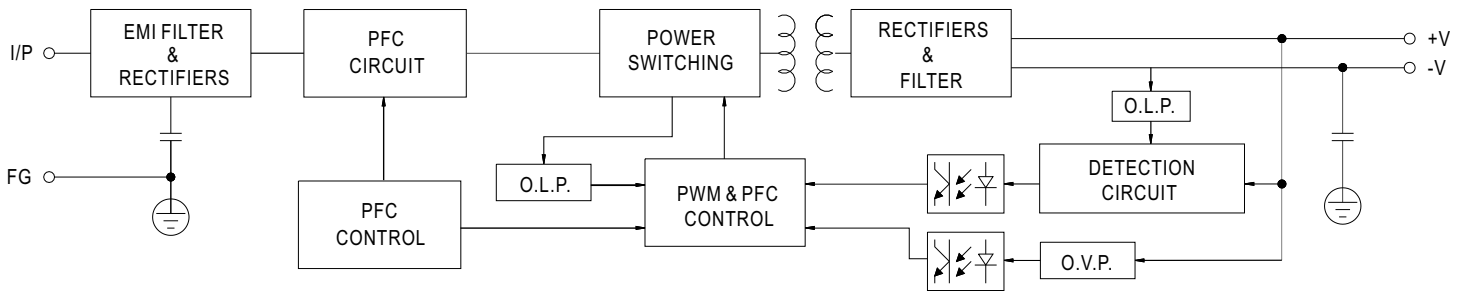 I/P
EMI FILTER
&
RECTIFIERS
PFC
CIRCUIT
POWER
SWITCHING
RECTIFIERS
&
FILTER
+V
-V
O.L.P.
FG
O.L.P.
PFC
CONTROL
PWM & PFC
CONTROL
DETECTION
CIRCUIT
O.V.P.